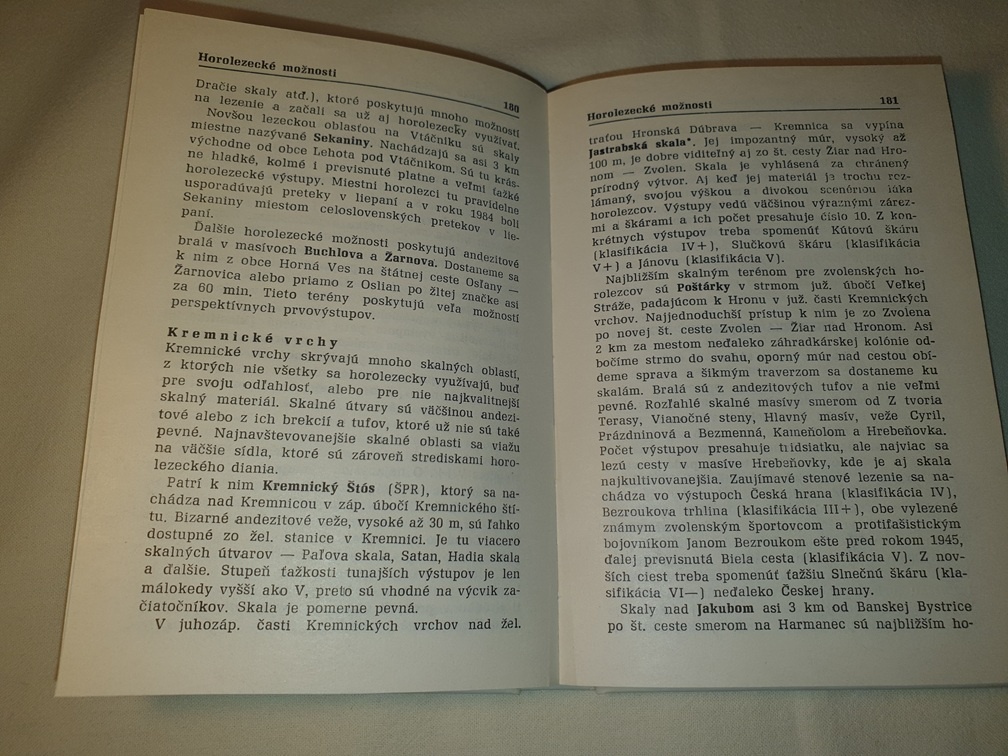 Horolezecké možnosti
180
Dračie skaly atď.), ktoré poskytujú mnoho možností
na lezenie a začali sa už aj horolezecky využívať.
Novšou lezeckou oblasťou na Vtáčniku sú skaly
miestne nazývané Sekaniny. Nachádzajú sa asi 3 km
východne od obce Lehota pod Vtáčnikom. Sú tu krás-
ne hladké, kolmé i previsnuté platne a veľmi ťažké
horolezecké výstupy. Miestni horolezci tu pravidelne
usporadúvajú preteky v liepaní a v roku 1984 boli
Sekaniny miestom celoslovenských pretekov v lie-
paní.
Ďalšie horolezecké možnosti poskytujú andezitové
bralá v masívoch Buchlova a Žarnova. Dostaneme sa
k nim z obce Horná Ves na štátnej ceste Oslany —
Žarnovica alebo priamo z Oslian po žltej značke asi
za 60 min. Tieto terény poskytujú veľa možností
perspektívnych prvovýstupov.
Kremnické vrchy
Kremnické vrchy skrývajú mnoho skalných oblastí,
z ktorých nie všetky sa horolezecky využívajú, buď
pre svoju odľahlosť, alebo pre nie najkvalitnejší
skalný materiál. Skalné útvary sú väčšinou andezi-
tové alebo z ich brekcií a tufov, ktoré už nie sú také
pevné. Najnavštevovanejšie skalné oblasti sa viažu
na väčšie sídla, ktoré sú zároveň strediskami horo-
lezeckého diania.
Patrí k nim Kremnický Štós (ŠPR), ktorý sa na-
chádza nad Kremnicou v záp. úbočí Kremnického ští-
tu. Bizarné andezitové veže, vysoké až 30 m, sú ľahko
dostupné zo žel. stanice v Kremnici. Je tu viacero
skalných útvarov — Paľova skala, Satan, Hadia skala
a ďalšie. Stupeň ťažkosti tunajších výstupov je len
málokedy vyšší ako V, preto sú vhodné na výcvik za-
čiatočníkov. Skala je pomerne pevná.
V juhozáp. časti Kremnických vrchov nad žel.
Horolezecké možnosti
181
traťou Hronská Dúbrava — Kremnica sa vypína
Jastrabská skala*. Jej impozantný múr, vysoký až
100 m, je dobre viditeľný aj zo št. cesty Žiar nad Hro-
nom — Zvolen. Skala je vyhlásená za chránený
prírodný výtvor. Aj keď jej materiál je trochu roz-
lámaný, svojou výškou a divokou scenériou láka
horolezcov. Výstupy vedú väčšinou výraznými zárez-
mi a škárami a ich počet presahuje číslo 10. Z kon-
krétnych výstupov treba spomenúť Kútovú škáru
(klasifikácia IV+), Slučkovú škáru (klasifikácia
V+) a Jánovu (klasifikácia V).
Najbližším skalným terénom pre zvolenských ho-
rolezcov sú Poštárky v strmom juž. úbočí Veľkej
Stráže, padajúcom k Hronu v juž. časti Kremnických
vrchov. Najjednoduchší prístup k nim je zo Zvolena
po novej št. ceste Zvolen — Žiar nad Hronom. Asi
2 km za mestom neďaleko záhradkárskej kolónie od-
bočíme strmo do svahu, oporný múr nad cestou obí-
deme sprava a šikmým traverzom sa dostaneme ku
skalám. Bralá sú z andezitových tufov a nie veľmi
pevné. Rozľahlé skalné masívy smerom od Z tvoria
Terasy, Vianočné steny, Hlavný masív, veže Cyril,
Prázdninová a Bezmenná, Kameňolom a Hrebeňovka.
Počet výstupov presahuje tridsiatku, ale najviac sa
lezú cesty v masíve Hrebeňovky, kde je aj skala
najkultivovanejšia. Zaujímavé stenové lezenie sa na-
chádza vo výstupoch Česká hrana (klasifikácia IV),
Bezroukova trhlina (klasifikácia III+), obe vylezené
známym zvolenským športovcom a protifašistickým
bojovníkom Janom Bezroukom ešte pred rokom 1945,
ďalej previsnutá Biela cesta (klasifikácia V). Z nov-
ších ciest treba spomenúť ťažšiu Slnečnú škáru (kla-
sifikácia VI—) neďaleko Českej hrany.
Skaly nad Jakubom asi 3 km od Banskej Bystrice
po št. ceste smerom na Harmanec sú najbližším ho-